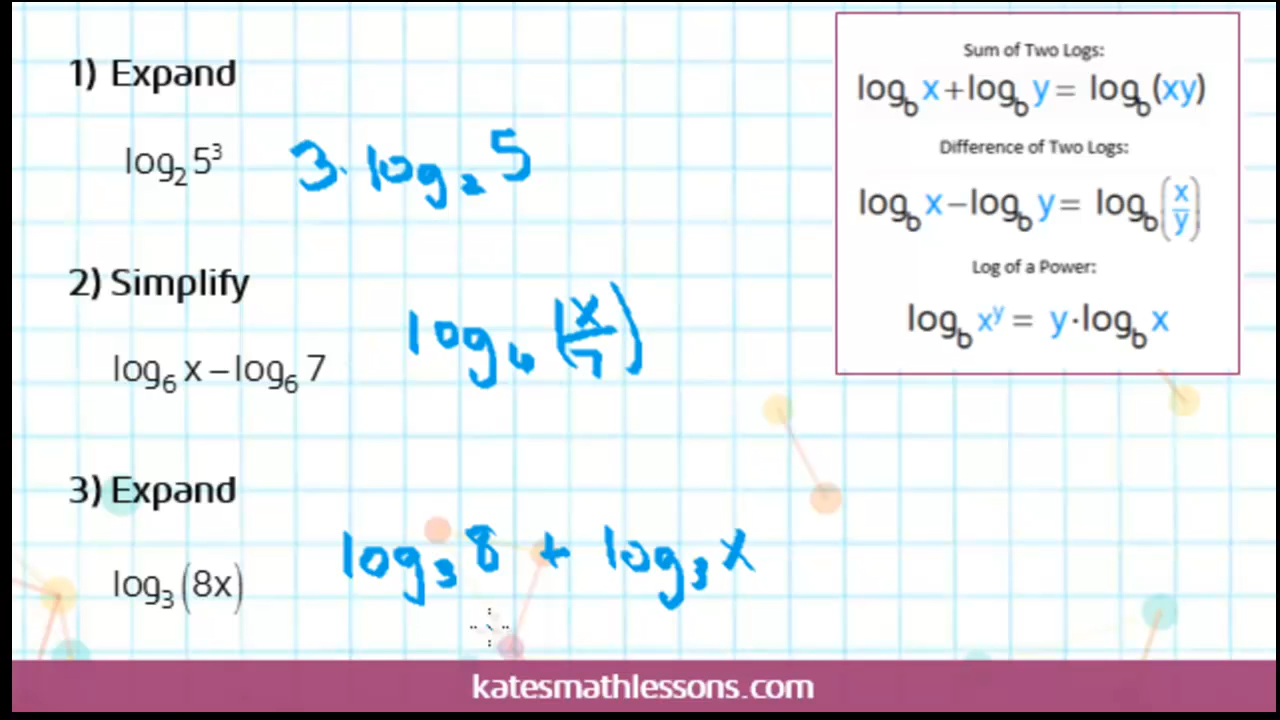 1) Expand
log₂ 5³ 3 · log₂ 5
2) Simplify
log₆ x – log₆ 7 log₆ (x/7)
3) Expand
log₃ (8x) log₃ 8 + log₃ x
Sum of Two Logs:
log_b x + log_b y = log_b (xy)
Difference of Two Logs:
log_b x – log_b y = log_b (x/y)
Log of a Power:
log_b x^y = y · log_b x
katesmathlessons.com